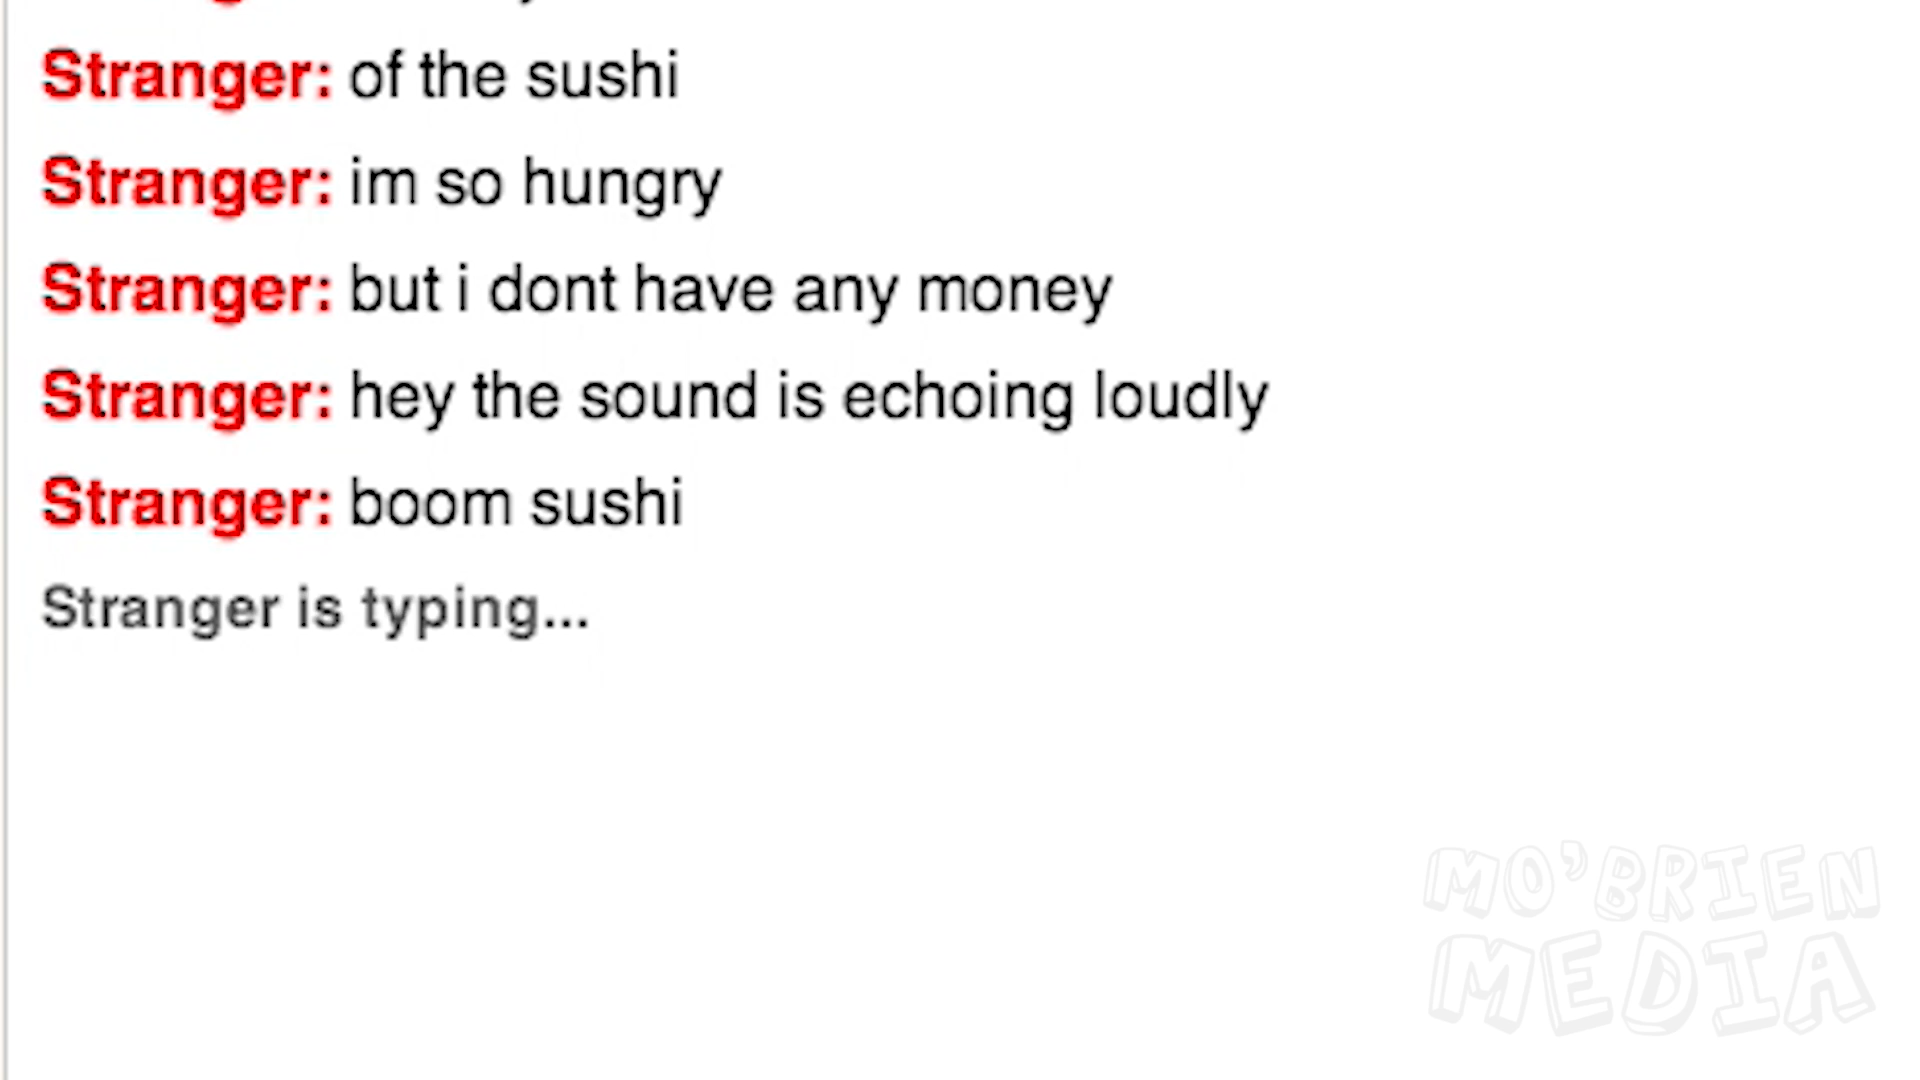 Stranger: of the sushi
Stranger: im so hungry
Stranger: but i dont have any money
Stranger: hey the sound is echoing loudly
Stranger: boom sushi
Stranger is typing...
MO'BRIEN
MEDIA